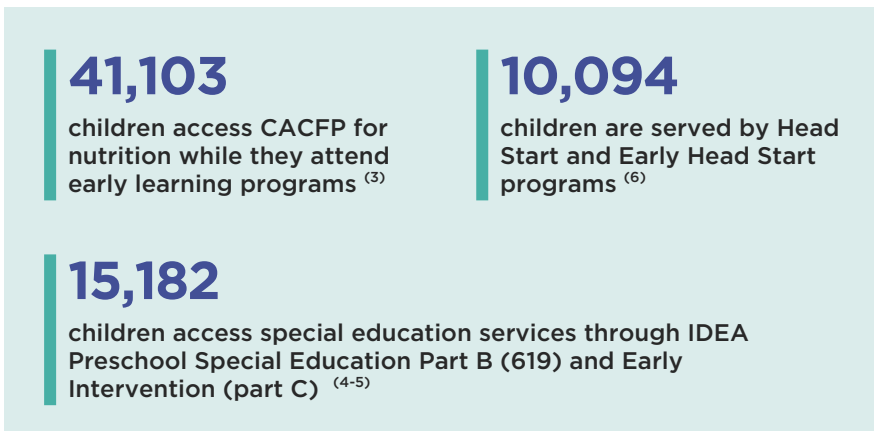 41,103
children access CACFP for
nutrition while they attend
early learning programs (3)
10,094
children are served by Head
Start and Early Head Start
programs (6)
15,182
children access special education services through IDEA
Preschool Special Education Part B (619) and Early
Intervention (part C) (4-5)